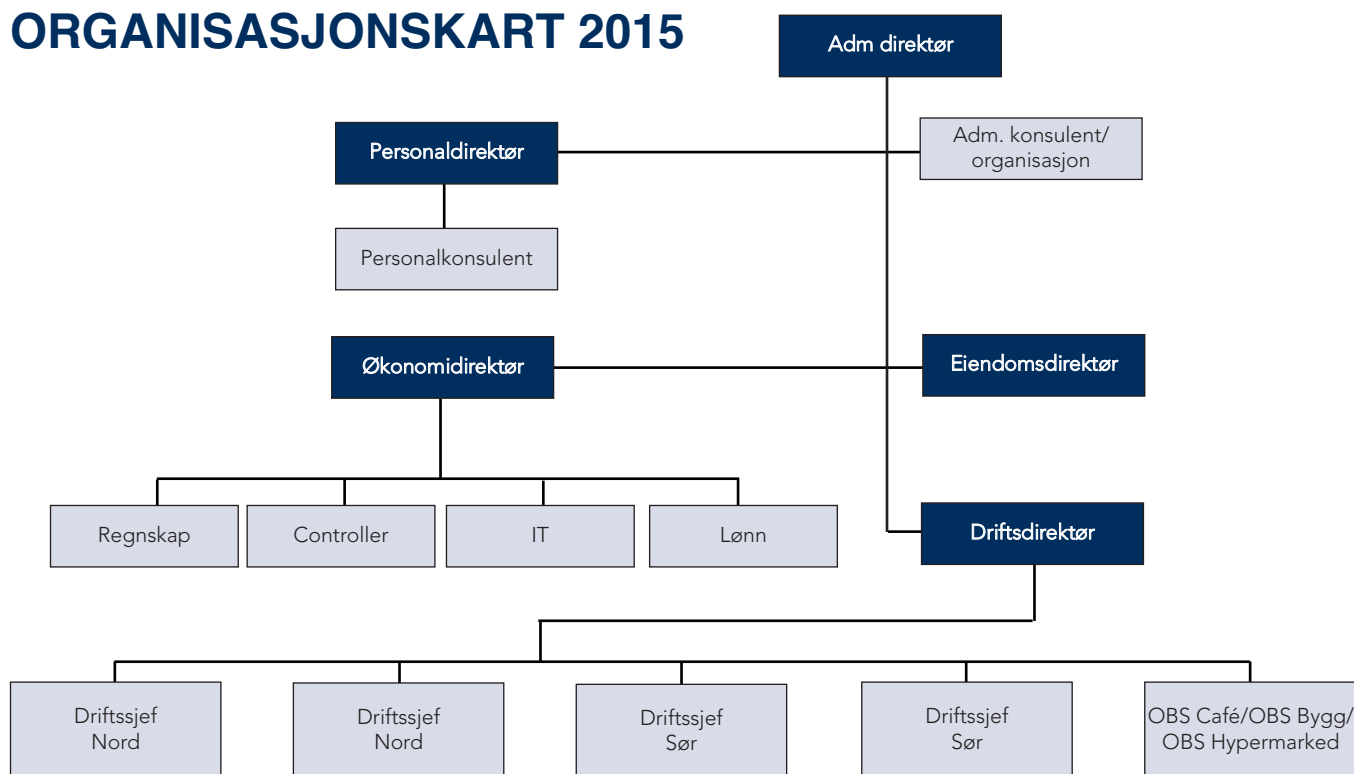 ORGANISASJONSKART 2015
Adm direktør
Personaldirektør
Adm. konsulent/
organisasjon
Personalkonsulent
Økonomidirektør
Eiendomsdirektør
Regnskap
Controller
IT
Lønn
Driftsdirektør
Driftssjef
Nord
Driftssjef
Nord
Driftssjef
Sør
Driftssjef
Sør
OBS Café/OBS Bygg/
OBS Hypermarked